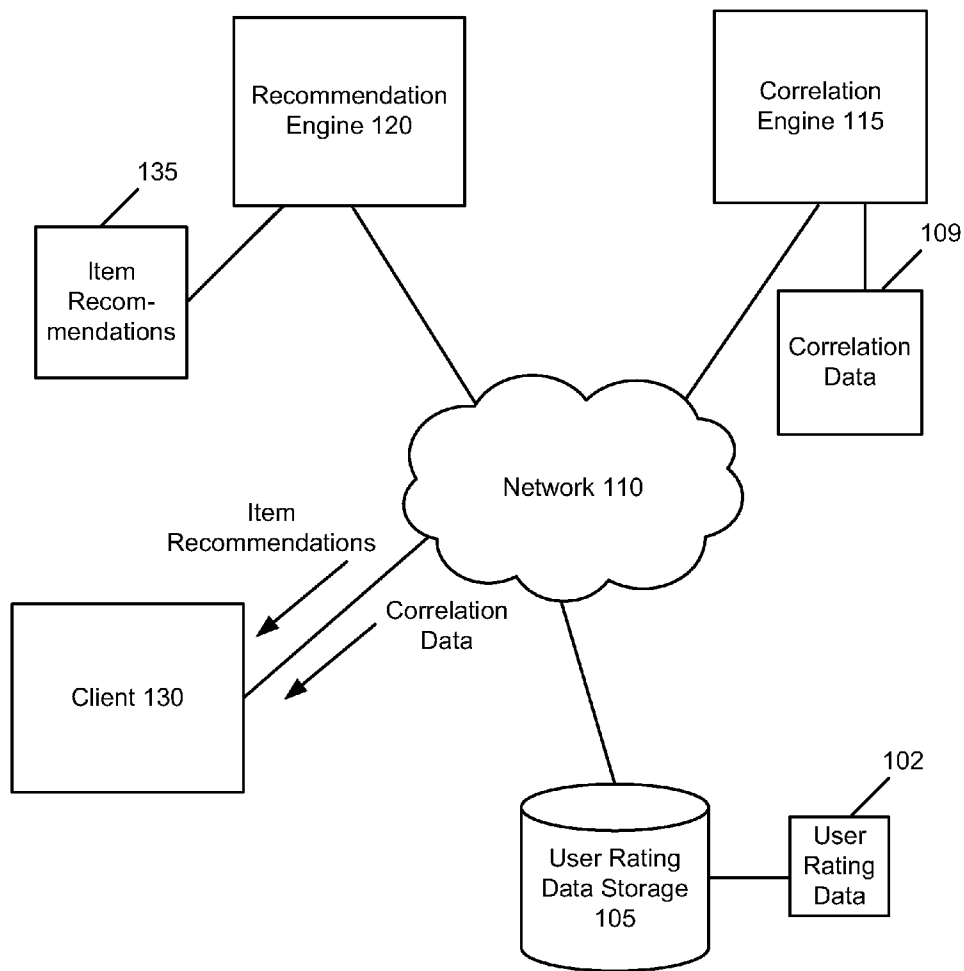 Recommendation
Engine 120
Correlation
Engine 115
135
109
Item
Recom-
mendations
Correlation
Data
Network 110
Item
Recommendations
Correlation
Data
Client 130
102
User Rating
Data Storage
105
User
Rating
Data